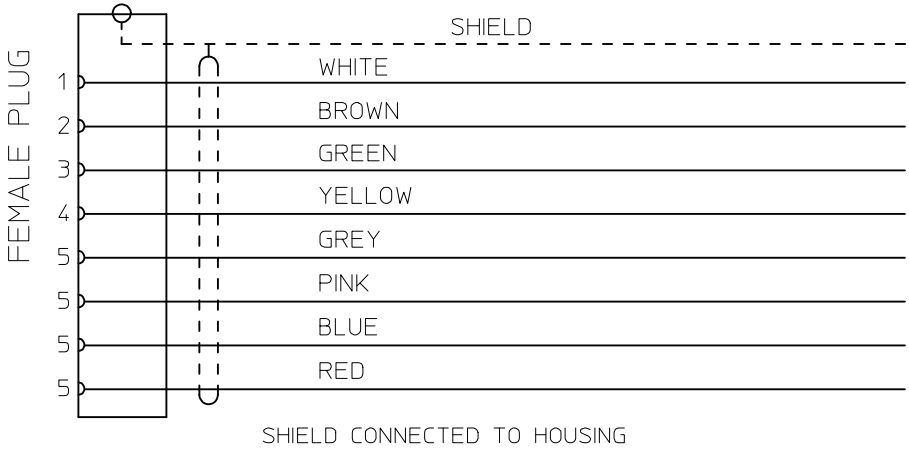 SHIELD
FEMALE PLUG
1 WHITE
2 BROWN
3 GREEN
4 YELLOW
5 GREY
5 PINK
5 BLUE
5 RED
SHIELD CONNECTED TO HOUSING